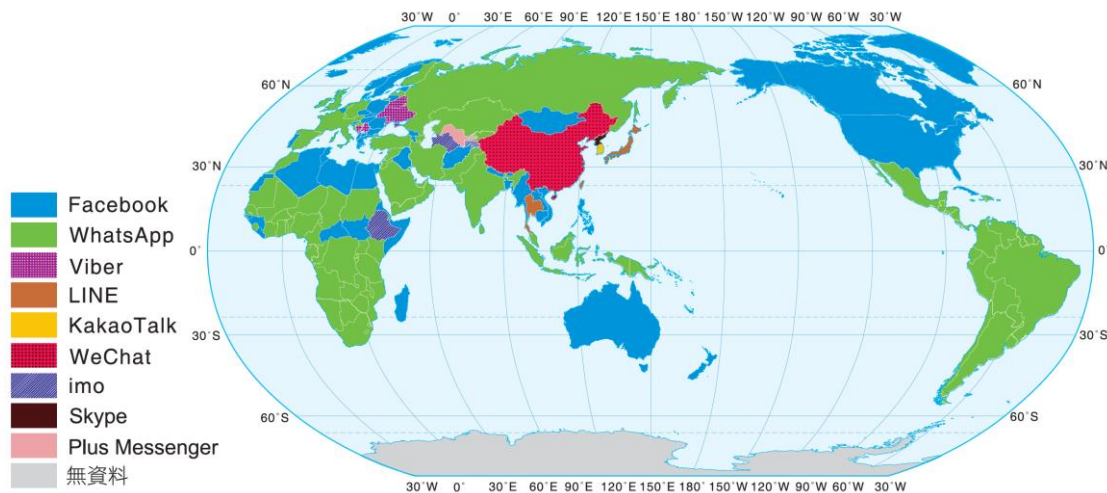 30°W 0° 30°E 60°E 90°E 120°E 150°E 180° 150°W 120°W 90°W 60°W 30°W
60°N 60°N
30°N 30°N
0° 0°
30°S 30°S
60°S 60°S
30°W 0° 30°E 60°E 90°E 120°E 150°E 180° 150°W 120°W 90°W 60°W 30°W
Facebook
WhatsApp
Viber
LINE
KakaoTalk
WeChat
imo
Skype
Plus Messenger
無資料